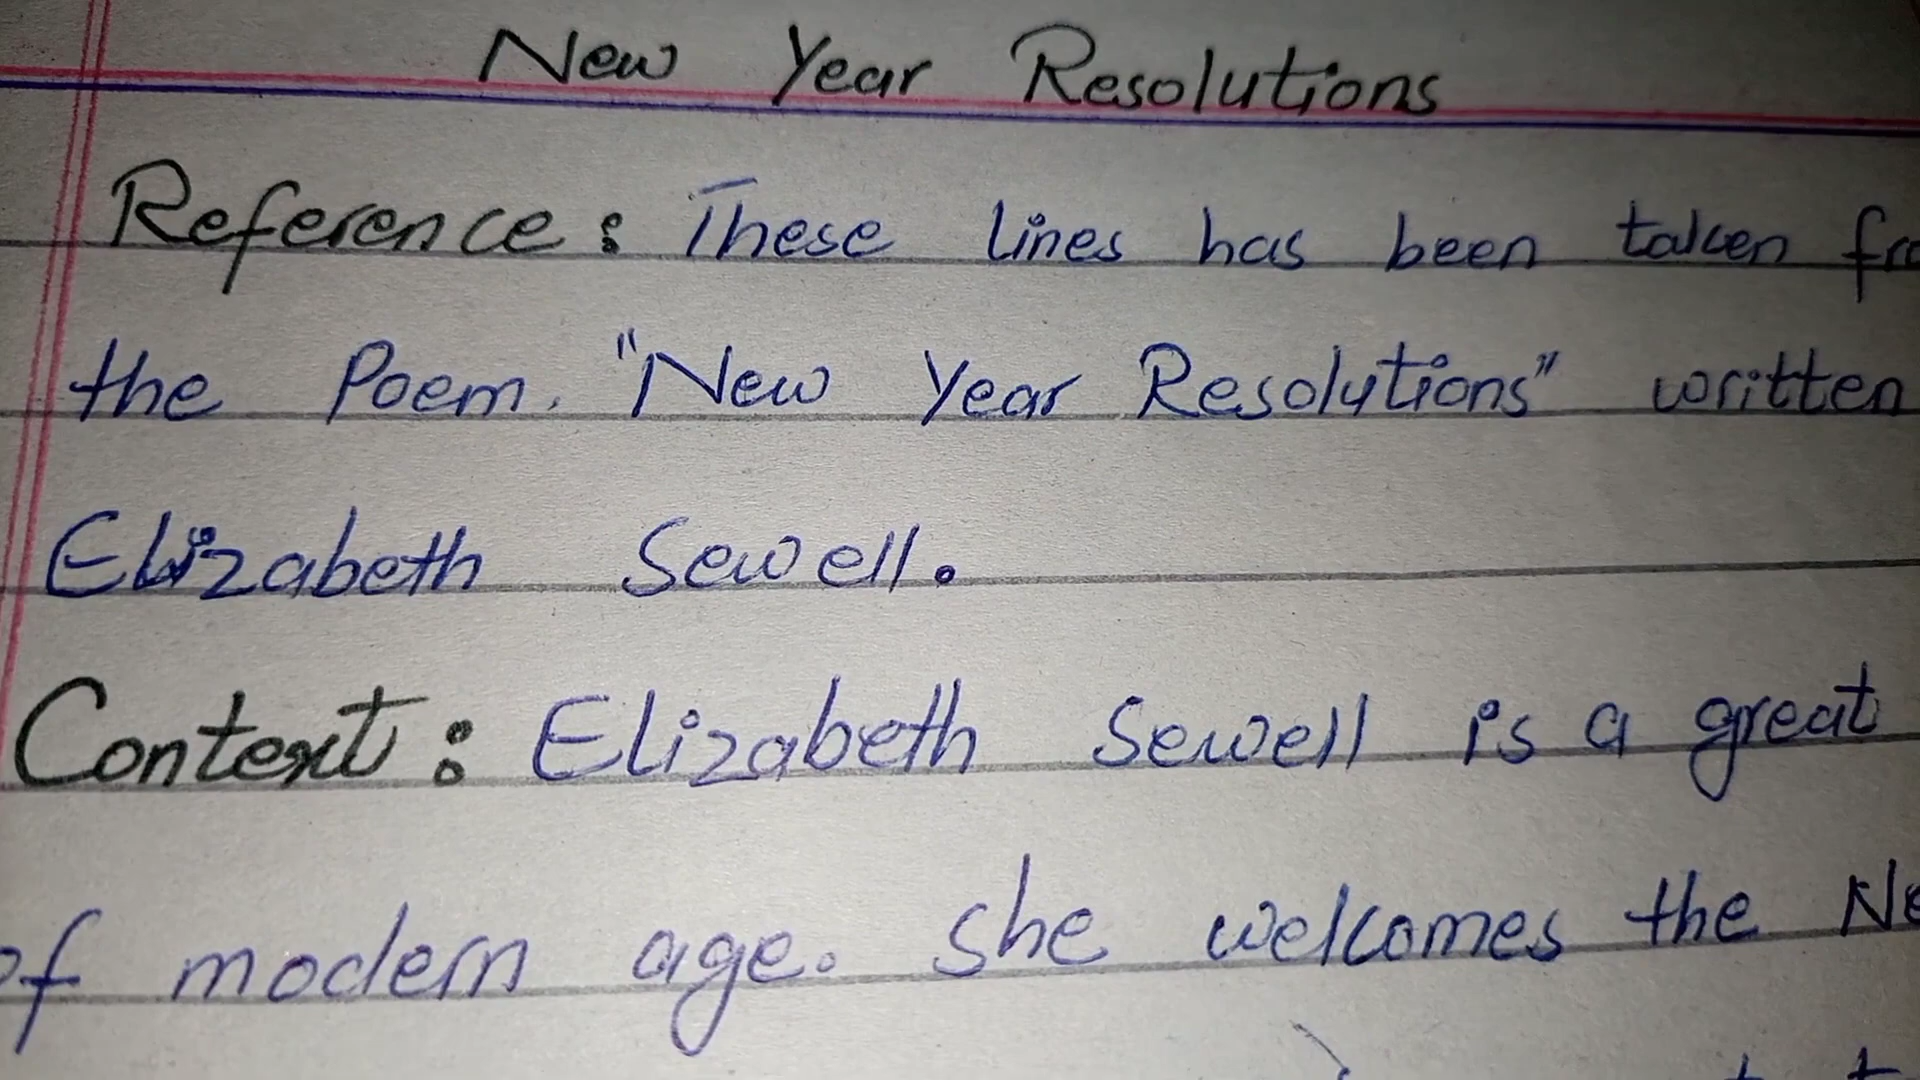 New Year Resolutions
Reference: These lines has been taken
the Poem. "New Year Resolutions" written
Elizabeth Sewell.
Context: Elizabeth Sewell is a great
of modern age. She welcomes the